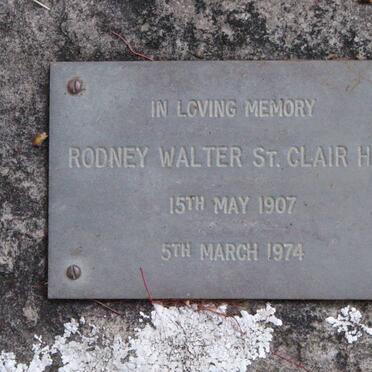 IN LOVING MEMORY
RODNEY WALTER ST. CLAIR H
15TH MAY 1907
5TH MARCH 1974